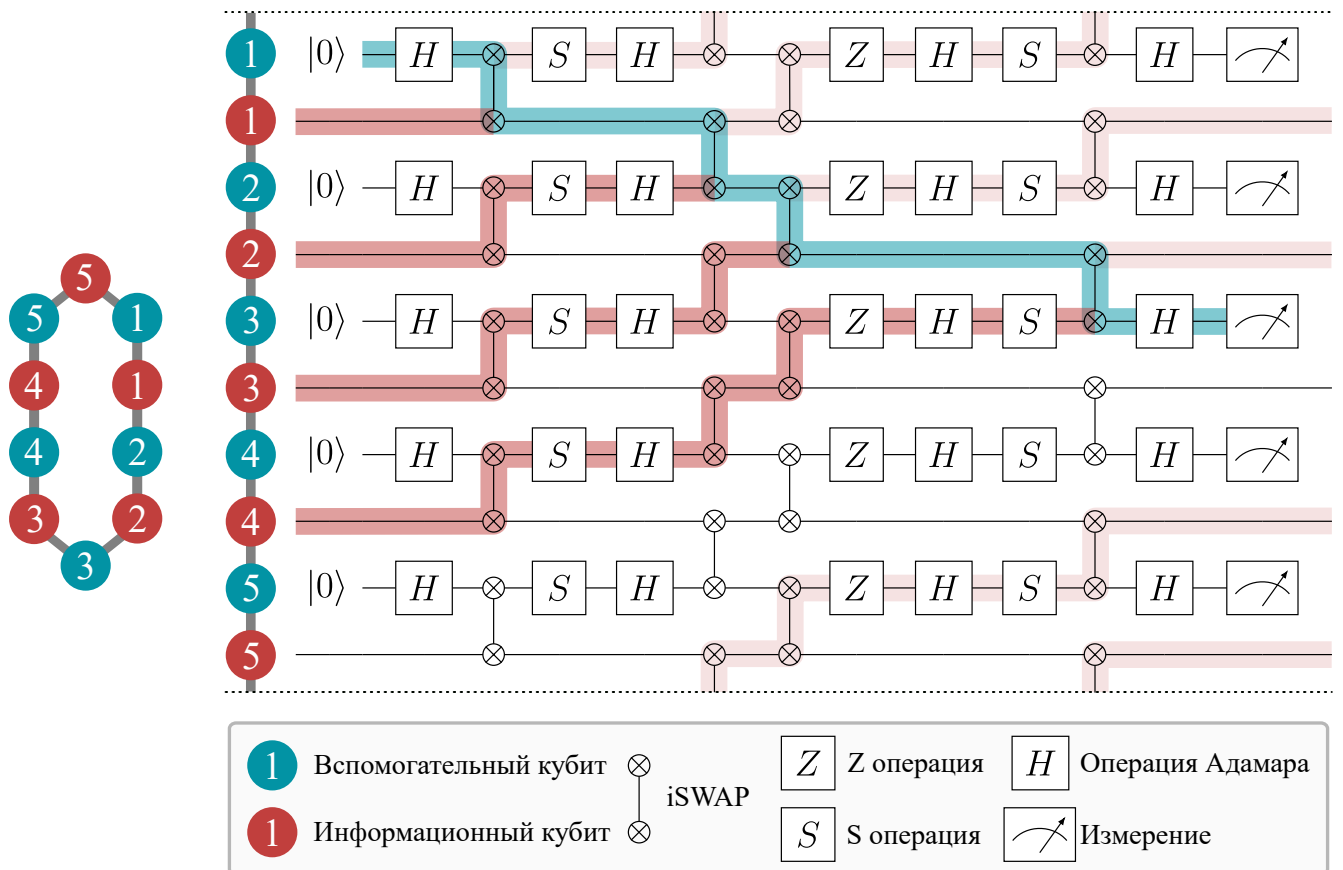 1 |0⟩ H S H Z H S H
1
2 |0⟩ H S H Z H S H
2
5
3 |0⟩ H S H Z H S H
5 1
4 1
3
4 2
4 |0⟩ H S H Z H S H
3 2
4
3
5 |0⟩ H S H Z H S H
5
1 Вспомогательный кубит iSWAP Z Z операция H Операция Адамара
1 Информационный кубит S S операция Измерение